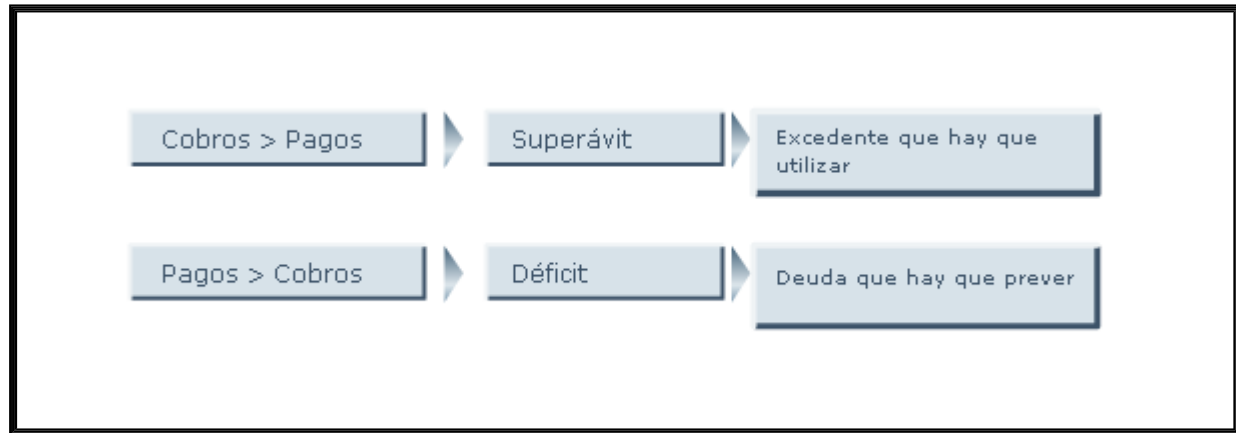 Cobros > Pagos
Superávit
Excedente que hay que
utilizar
Pagos > Cobros
Déficit
Deuda que hay que prever